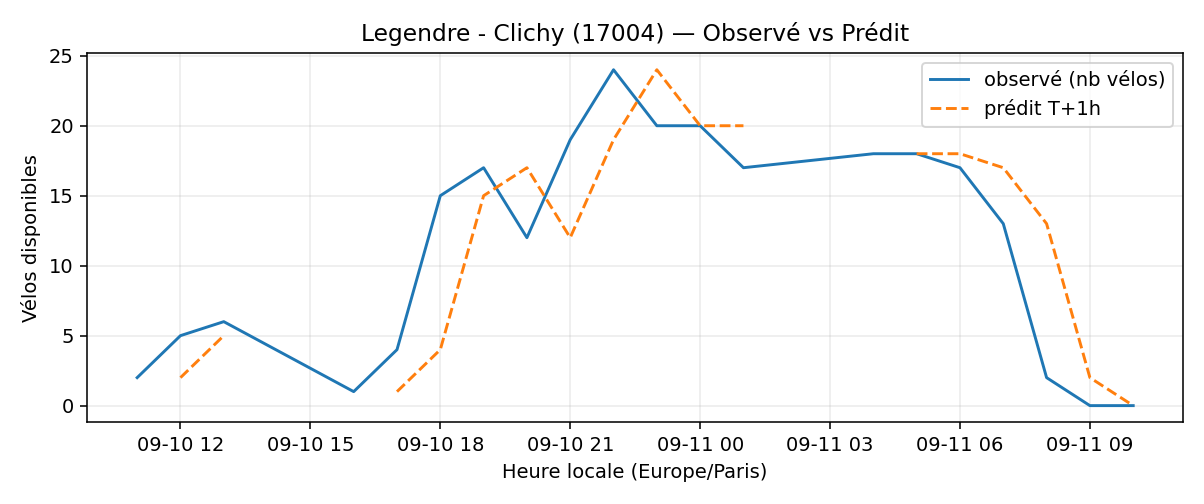 Legendre - Clichy (17004) — Observé vs Prédit
25
20
15
10
5
0
Vélos disponibles
observé (nb vélos)
prédit T+1h
09-10 12 09-10 15 09-10 18 09-10 21 09-11 00 09-11 03 09-11 06 09-11 09
Heure locale (Europe/Paris)